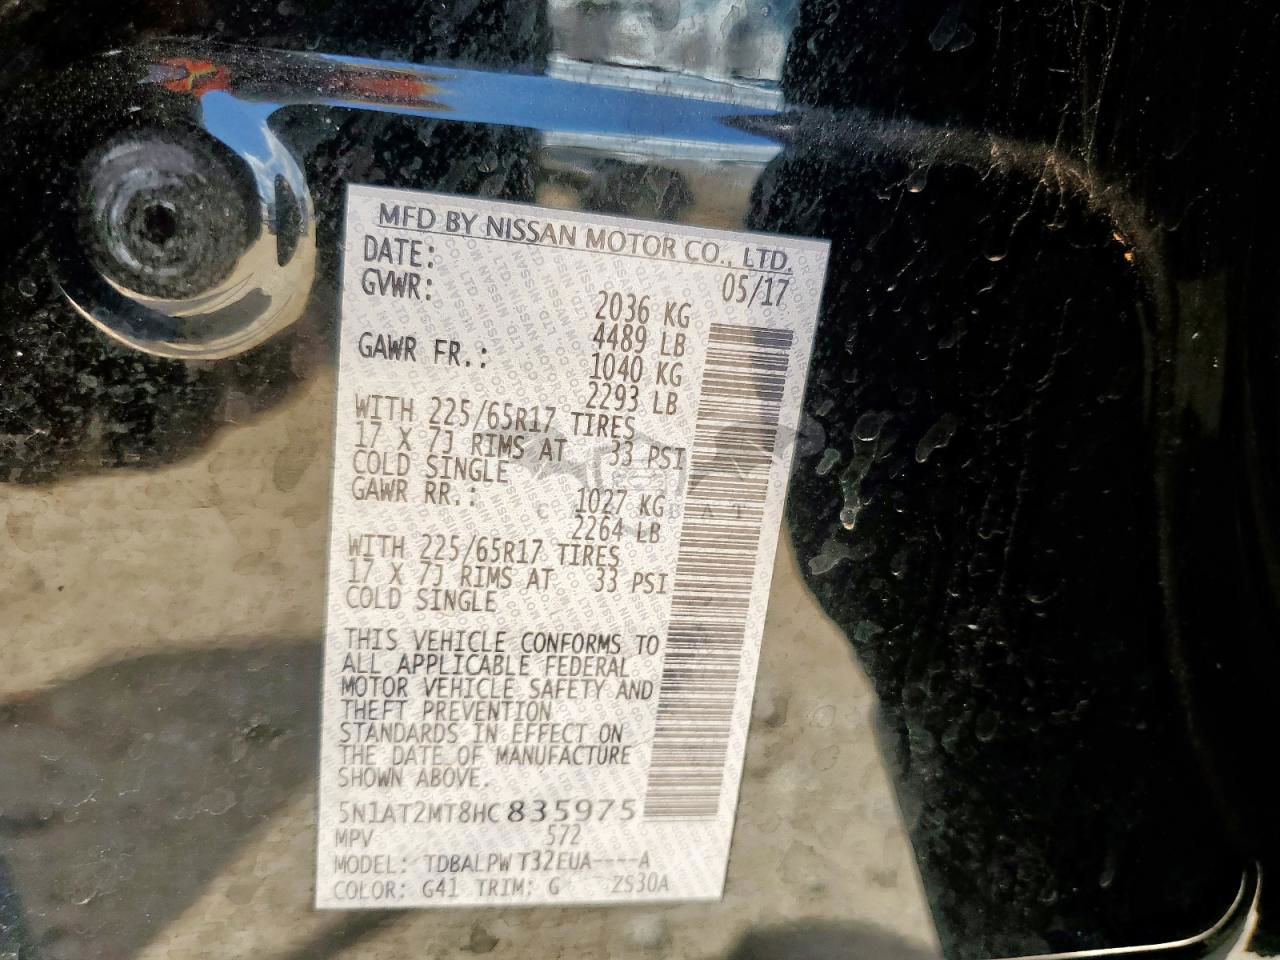 MFD BY NISSAN MOTOR CO., LTD.
DATE: 05/17
GVWR: 2036 KG
4489 LB
GAWR FR.: 1040 KG
2293 LB
WITH 225/65R17 TIRES
17 X 7J RIMS AT 33 PSI
COLD SINGLE
GAWR RR.: 1027 KG
2264 LB
WITH 225/65R17 TIRES
17 X 7J RIMS AT 33 PSI
COLD SINGLE
THIS VEHICLE CONFORMS TO
ALL APPLICABLE FEDERAL
MOTOR VEHICLE SAFETY AND
THEFT PREVENTION
STANDARDS IN EFFECT ON
THE DATE OF MANUFACTURE
SHOWN ABOVE.
5N1AT2MT8HC835975
MPV 572
MODEL: TDBALPWT32EUA----A
COLOR: G41 TRIM: G ZS30A